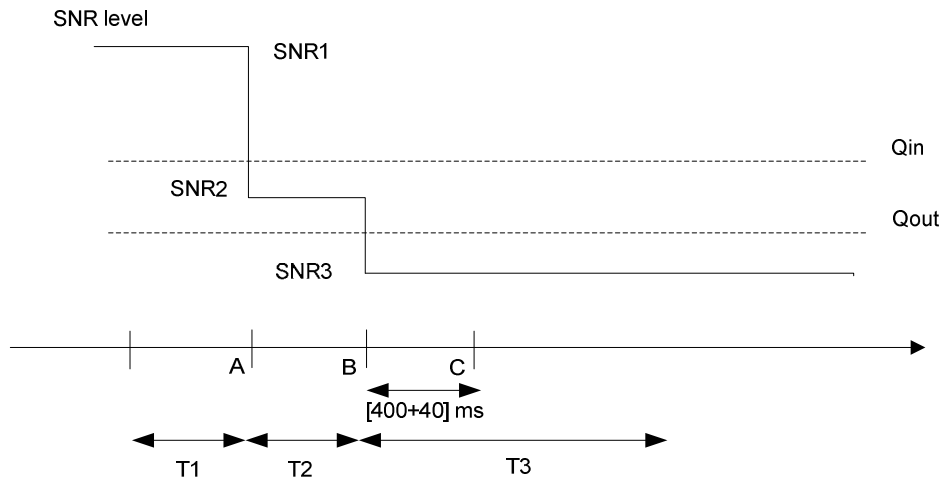 SNR level
SNR1
Qin
SNR2
Qout
SNR3
A
B
C
[400+40] ms
T1
T2
T3